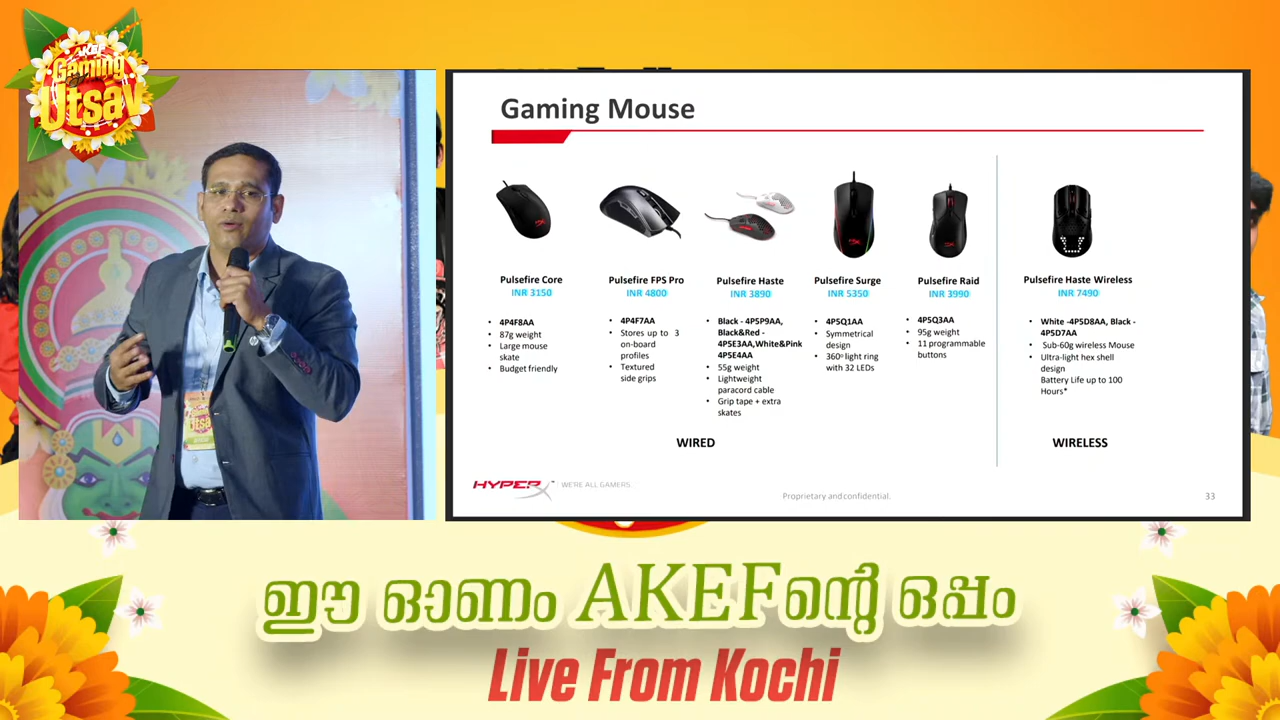 AKEF
Gaming
Utsav
Gaming Mouse
Pulsefire Core
INR 3150
• 4P4F8AA
• 87g weight
• Large mouse
skate
• Budget friendly
Pulsefire FPS Pro
INR 4800
• 4P4F7AA
• Stores up to 3
on-board
profiles
• Textured
side grips
Pulsefire Haste
INR 3890
• Black - 4P5P9AA,
Black&Red -
4P5E3AA,White&Pink
4P5E4AA
• 55g weight
• Lightweight
paracord cable
• Grip tape + extra
skates
Pulsefire Surge
INR 5350
• 4P5Q1AA
• Symmetrical
design
• 360º light ring
with 32 LEDs
Pulsefire Raid
INR 3990
• 4P5Q3AA
• 95g weight
• 11 programmable
buttons
WIRED
Pulsefire Haste Wireless
INR 7490
• White -4P5D8AA, Black -
4P5D7AA
• Sub-60g wireless Mouse
• Ultra-light hex shell
design
Battery Life up to 100
Hours*
WIRELESS
HYPERX™ WE'RE ALL GAMERS.
Proprietary and confidential.
33
Utsav
ഈ ഓണം AKEFന്റെ ഒപ്പം
Live From Kochi